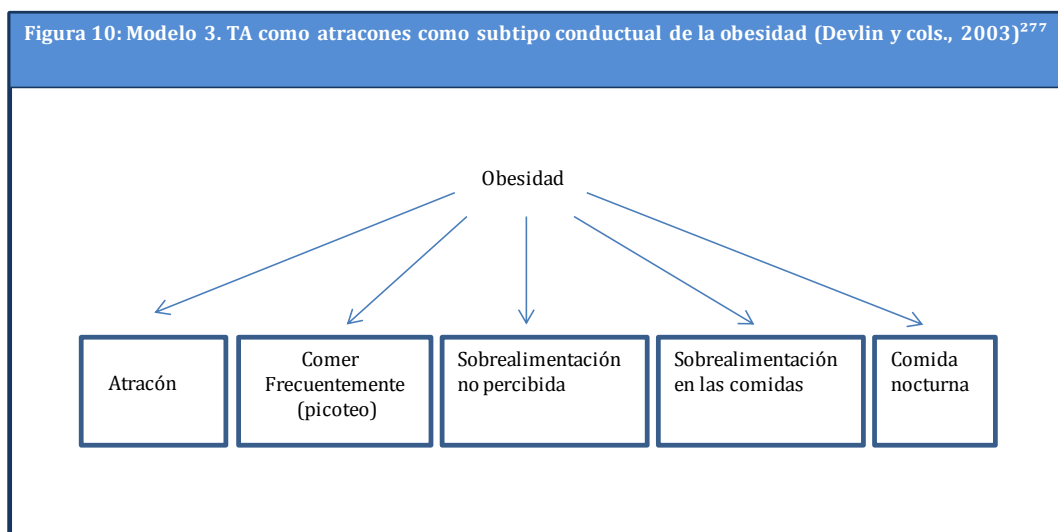 Figura 10: Modelo 3. TA como atracones como subtipo conductual de la obesidad (Devlin y cols., 2003)²⁷⁷
Obesidad
Atracón
Comer
Frecuentemente
(picoteo)
Sobrealimentación
no percibida
Sobrealimentación
en las comidas
Comida
nocturna